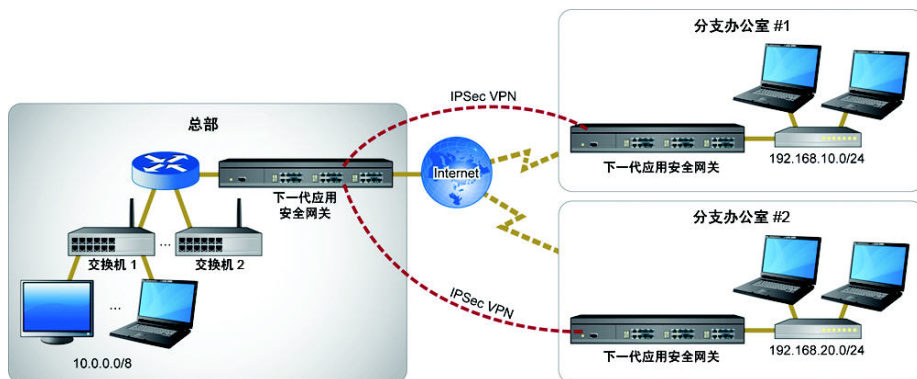 总部
下一代应用
安全网关
交换机 1
...
交换机 2
...
10.0.0.0/8
IPSec VPN
Internet
IPSec VPN
分支办公室 #1
下一代应用安全网关
192.168.10.0/24
分支办公室 #2
下一代应用安全网关
192.168.20.0/24